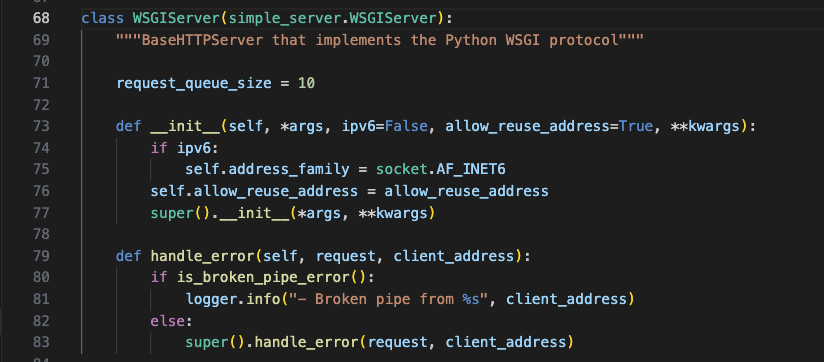 68 class WSGIServer(simple_server.WSGIServer):
69     """BaseHTTPServer that implements the Python WSGI protocol"""
70
71     request_queue_size = 10
72
73     def __init__(self, *args, ipv6=False, allow_reuse_address=True, **kwargs):
74         if ipv6:
75             self.address_family = socket.AF_INET6
76         self.allow_reuse_address = allow_reuse_address
77         super().__init__(*args, **kwargs)
78
79     def handle_error(self, request, client_address):
80         if is_broken_pipe_error():
81             logger.info("- Broken pipe from %s", client_address)
82         else:
83             super().handle_error(request, client_address)